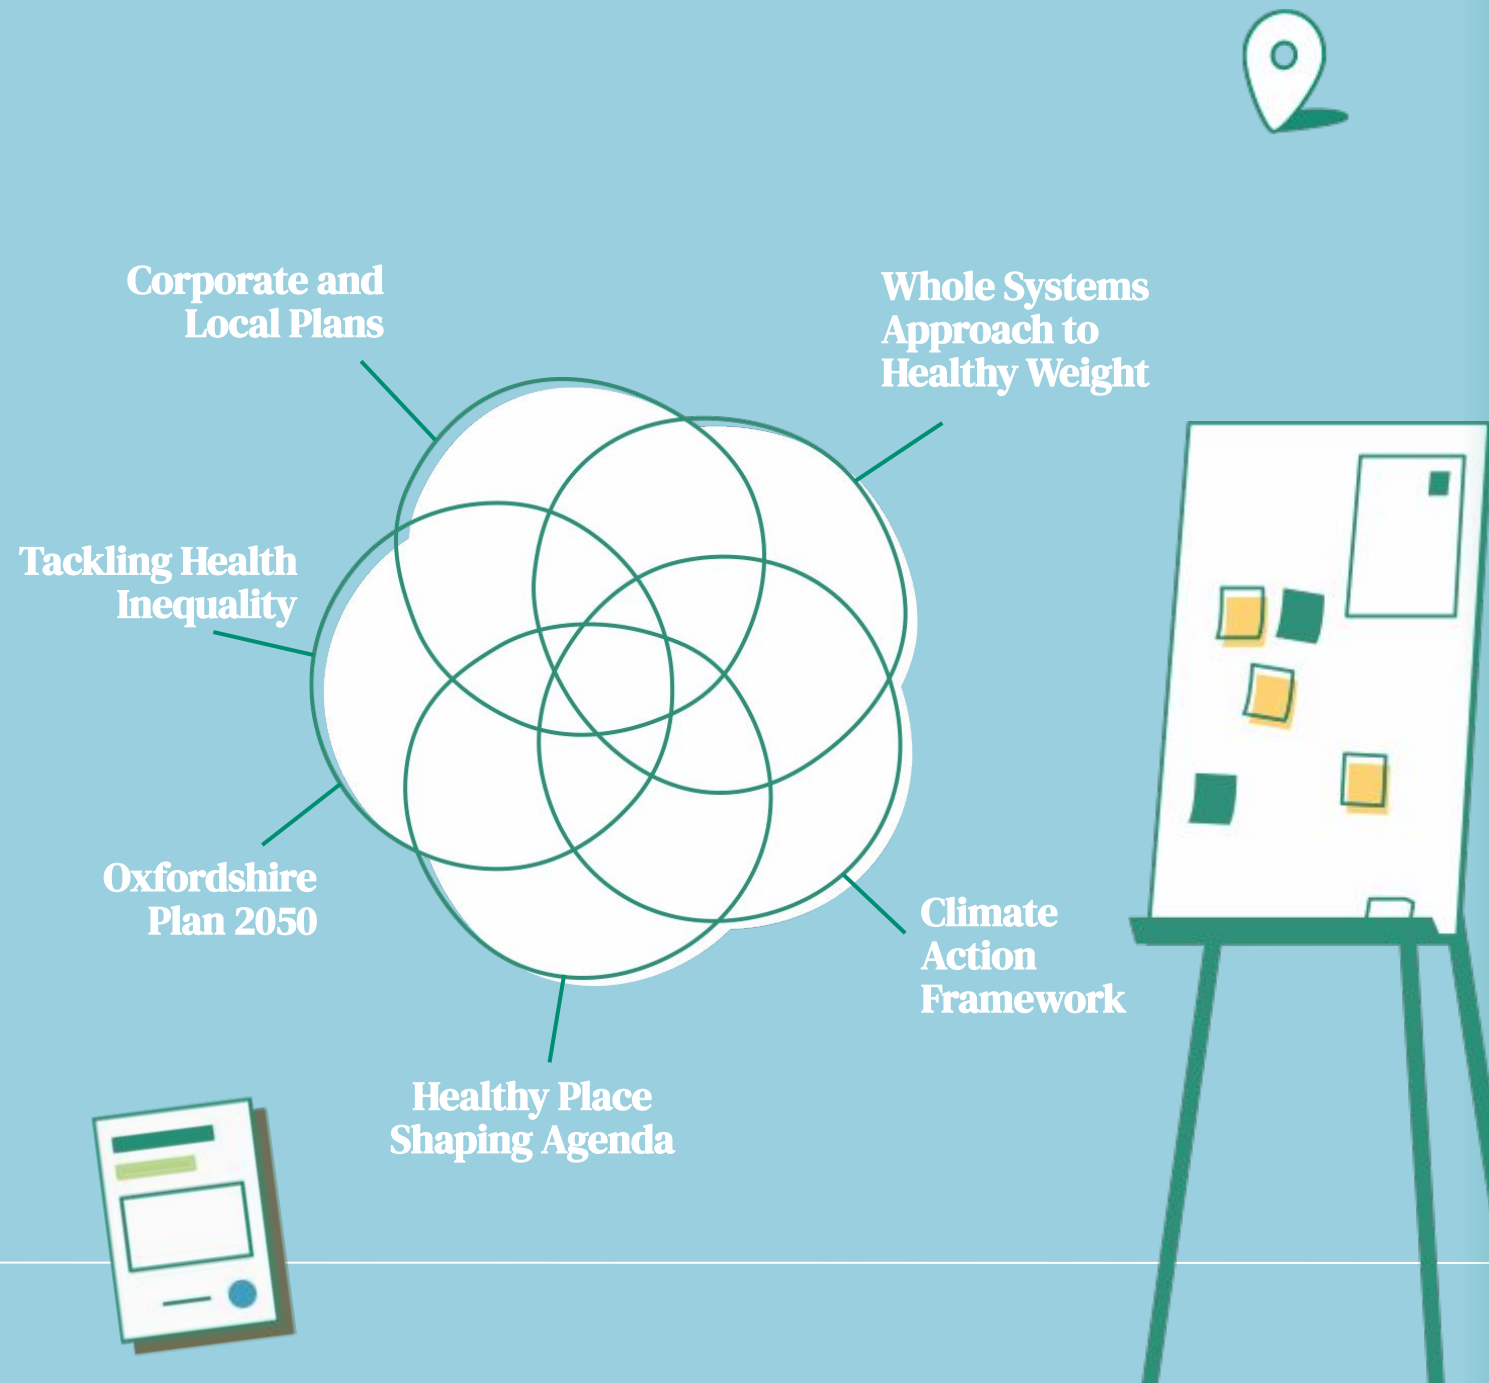 Corporate and
Local Plans
Whole Systems
Approach to
Healthy Weight
Tackling Health
Inequality
Oxfordshire
Plan 2050
Climate
Action
Framework
Healthy Place
Shaping Agenda